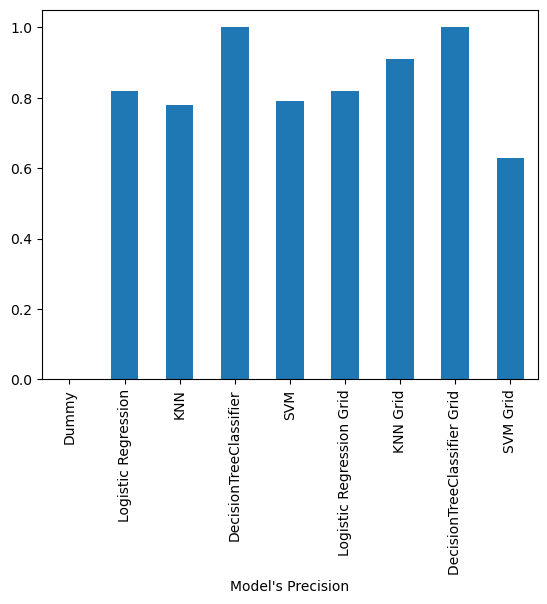 1.0
0.8
0.6
0.4
0.2
0.0
Dummy
Logistic Regression
KNN
DecisionTreeClassifier
SVM
Logistic Regression Grid
KNN Grid
DecisionTreeClassifier Grid
SVM Grid
Model's Precision